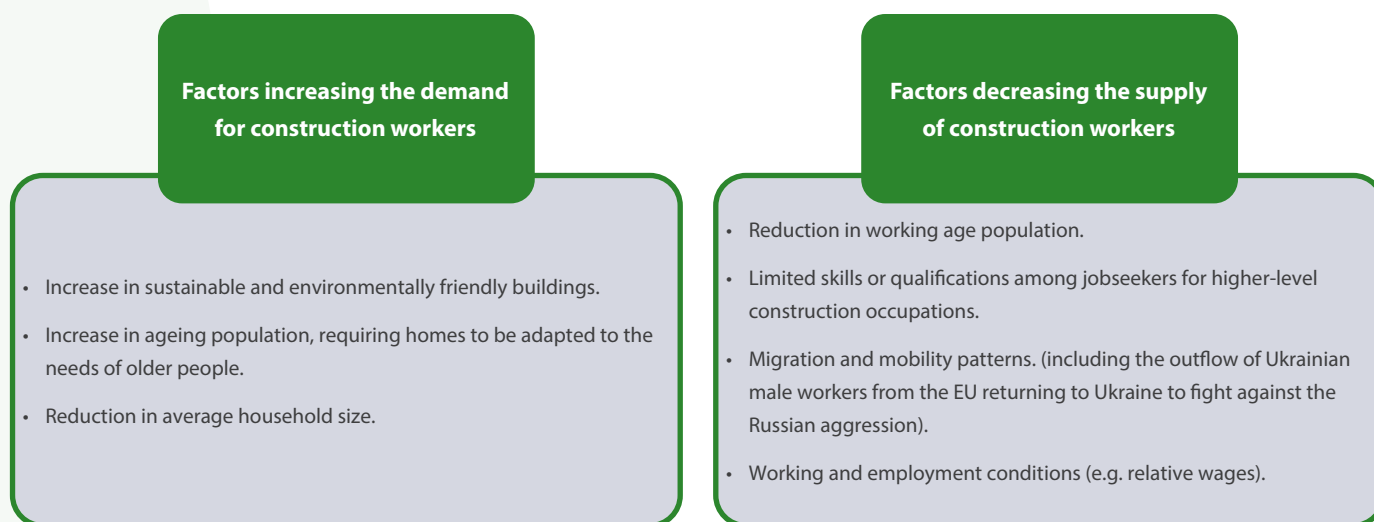 Factors increasing the demand
for construction workers
• Increase in sustainable and environmentally friendly buildings.
• Increase in ageing population, requiring homes to be adapted to the
needs of older people.
• Reduction in average household size.
Factors decreasing the supply
of construction workers
• Reduction in working age population.
• Limited skills or qualifications among jobseekers for higher-level
construction occupations.
• Migration and mobility patterns. (including the outflow of Ukrainian
male workers from the EU returning to Ukraine to fight against the
Russian aggression).
• Working and employment conditions (e.g. relative wages).